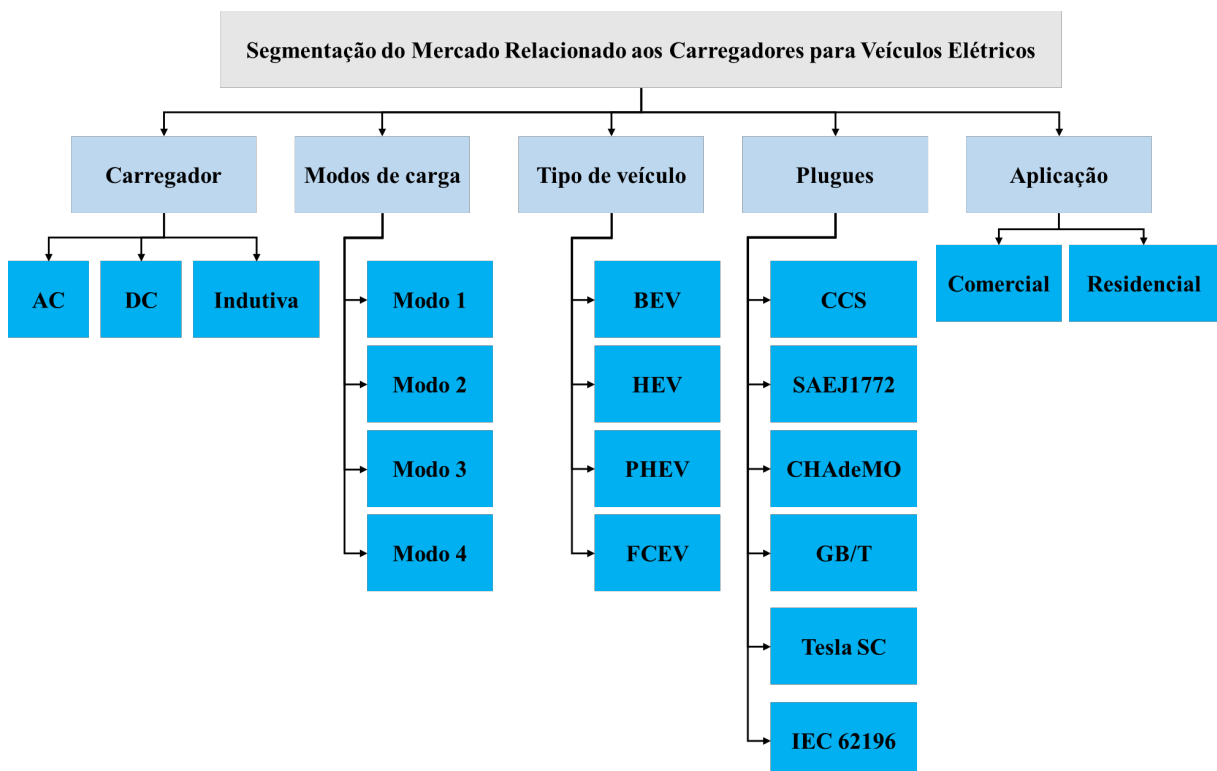 Segmentação do Mercado Relacionado aos Carregadores para Veículos Elétricos
Carregador
Modos de carga
Tipo de veículo
Plugues
Aplicação
AC
DC
Indutiva
Modo 1
Modo 2
Modo 3
Modo 4
BEV
HEV
PHEV
FCEV
CCS
SAEJ1772
CHAdeMO
GB/T
Tesla SC
IEC 62196
Comercial
Residencial